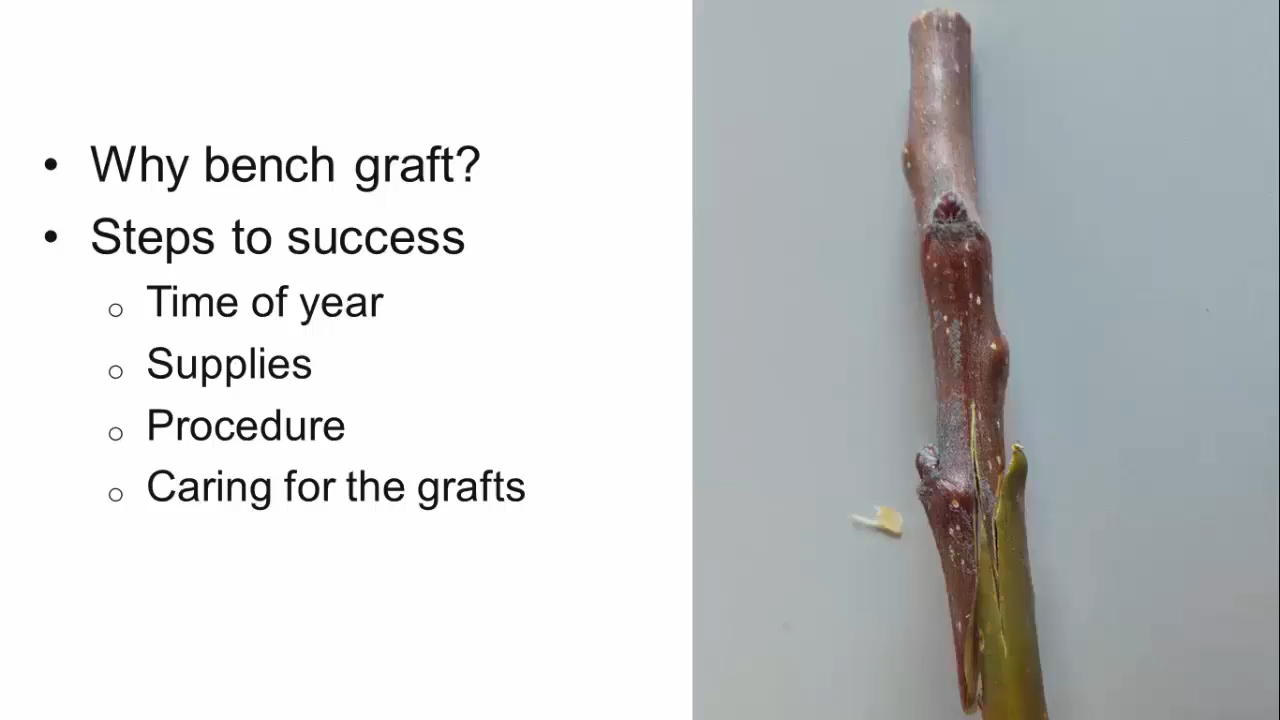 • Why bench graft?
• Steps to success
o Time of year
o Supplies
o Procedure
o Caring for the grafts